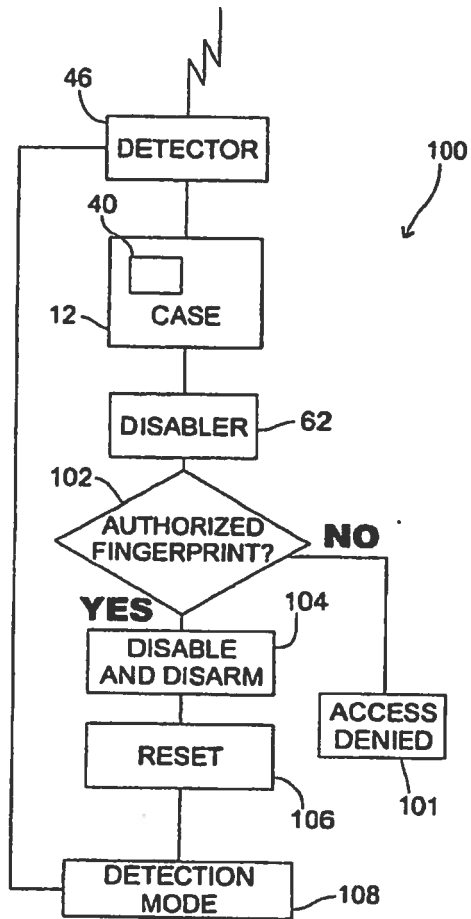 46
DETECTOR
100
40
12
CASE
DISABLER
62
102
AUTHORIZED
FINGERPRINT?
NO
YES
104
DISABLE
AND DISARM
ACCESS
DENIED
101
RESET
106
DETECTION
MODE
108